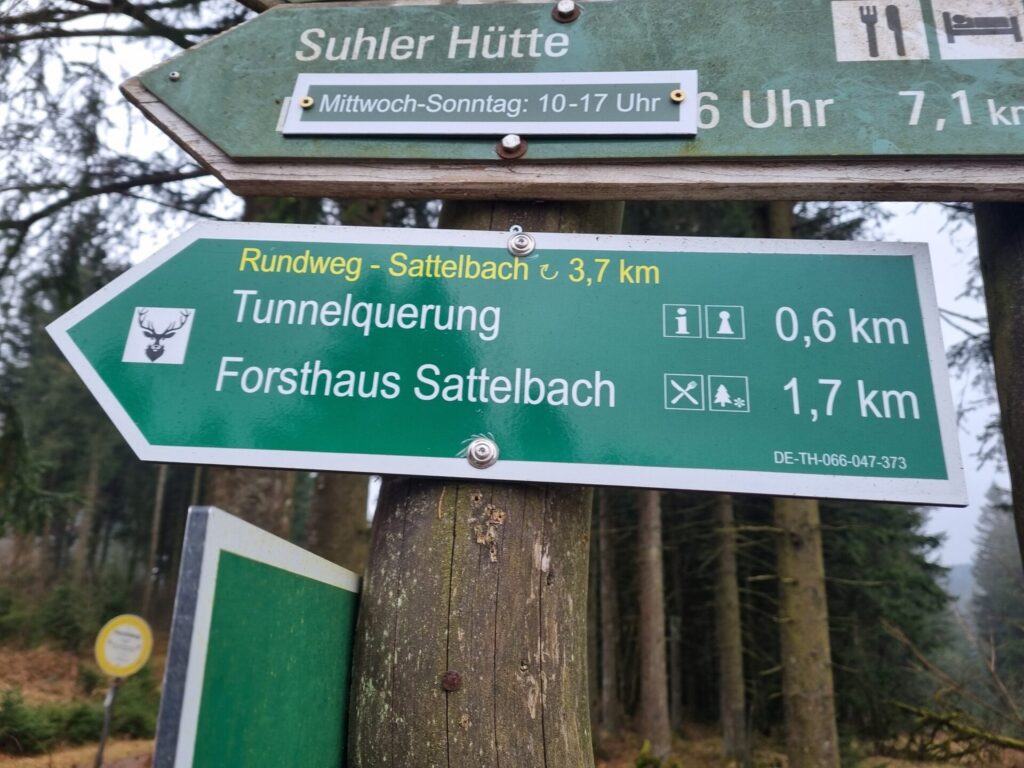 Suhler Hütte
Mittwoch-Sonntag: 10-17 Uhr
6 Uhr 7,1 km
Rundweg - Sattelbach ↻ 3,7 km
Tunnelquerung 0,6 km
Forsthaus Sattelbach 1,7 km
DE-TH-066-047-373